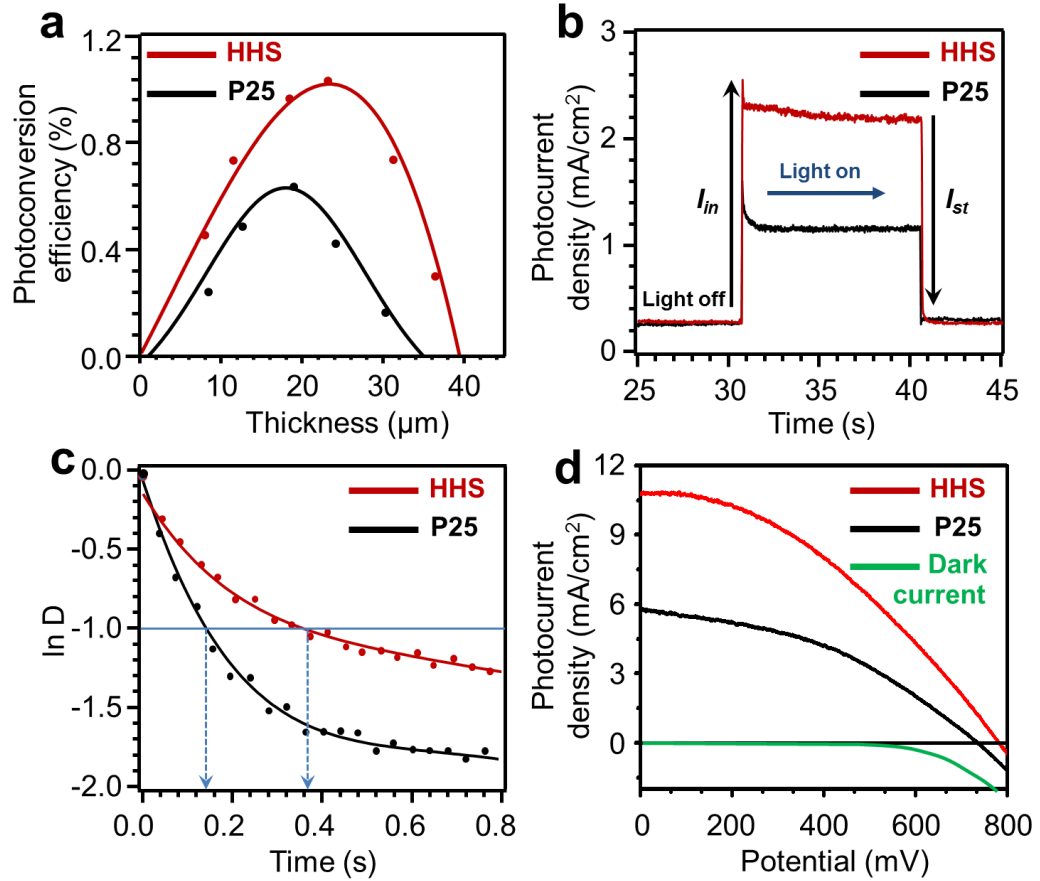 a
1.2
0.8
0.4
0.0
Photoconversion
efficiency (%)
HHS
P25
0 10 20 30 40
Thickness (μm)
b
3
2
1
0
Photocurrent
density (mA/cm²)
HHS
P25
Light on
I_in
I_st
Light off
25 30 35 40 45
Time (s)
c
0.0
-0.5
-1.0
-1.5
-2.0
ln D
HHS
P25
0.0 0.2 0.4 0.6 0.8
Time (s)
d
12
9
6
3
0
Photocurrent
density (mA/cm²)
HHS
P25
Dark
current
0 200 400 600 800
Potential (mV)